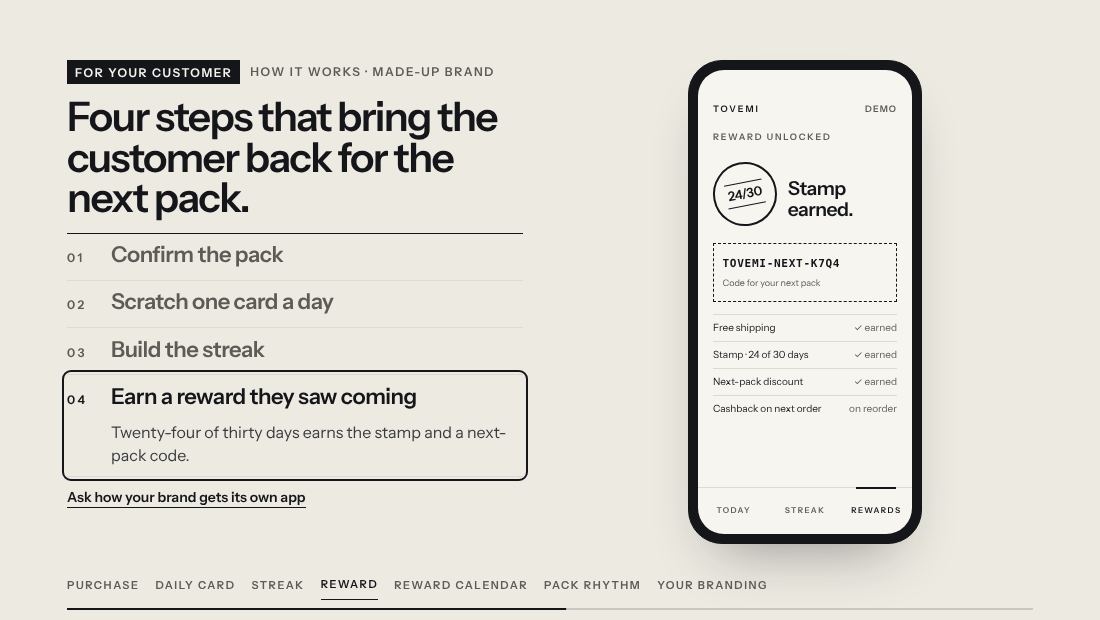 FOR YOUR CUSTOMER HOW IT WORKS · MADE-UP BRAND
Four steps that bring the
customer back for the
next pack.
01 Confirm the pack
02 Scratch one card a day
03 Build the streak
04 Earn a reward they saw coming
Twenty-four of thirty days earns the stamp and a next-
pack code.
Ask how your brand gets its own app
TOVEMI DEMO
REWARD UNLOCKED
24/30
Stamp
earned.
TOVEMI-NEXT-K7Q4
Code for your next pack
Free shipping ✓ earned
Stamp · 24 of 30 days ✓ earned
Next-pack discount ✓ earned
Cashback on next order on reorder
TODAY STREAK REWARDS
PURCHASE DAILY CARD STREAK REWARD REWARD CALENDAR PACK RHYTHM YOUR BRANDING